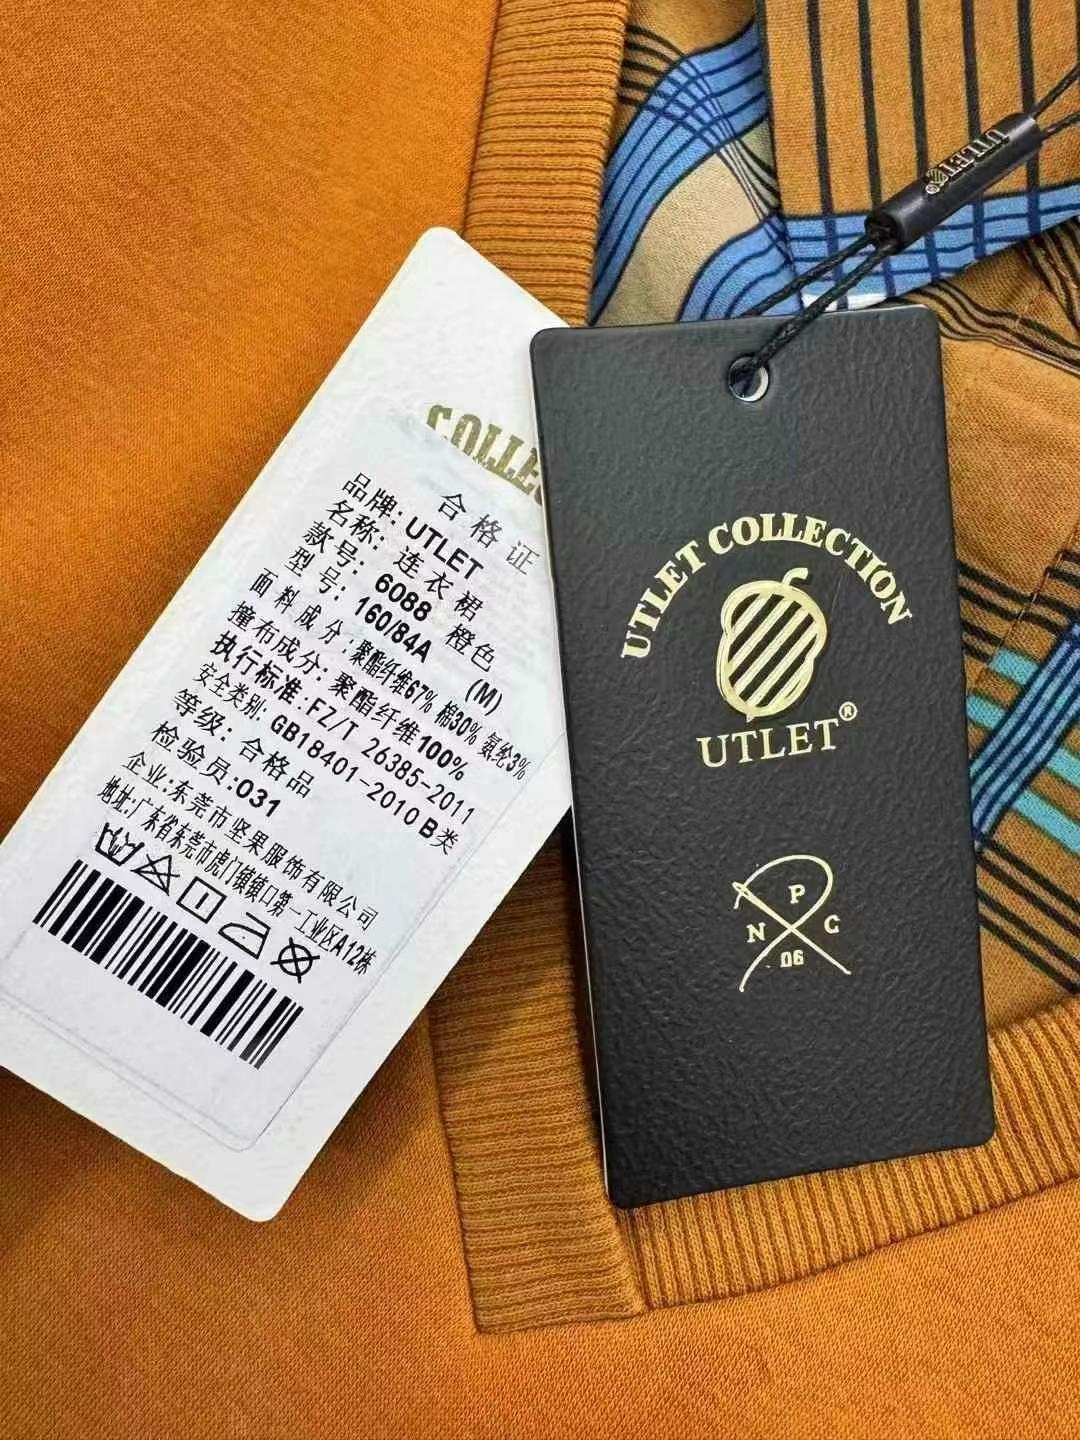 COLLE
合格证
品牌: UTLET
名称: 连衣裙
款号: 6088 橙色
型号: 160/84A (M)
面料成分: 聚酯纤维67% 棉30% 氨纶3%
撞布成分: 聚酯纤维100%
执行标准: FZ/T 26385-2011
安全类别: GB18401-2010 B类
等级: 合格品
检验员: 031
企业: 东莞市坚果服饰有限公司
地址: 广东省东莞市虎门镇镇口第一工业区A12栋
UTLET
UTLET COLLECTION
UTLET®
P
N C
06